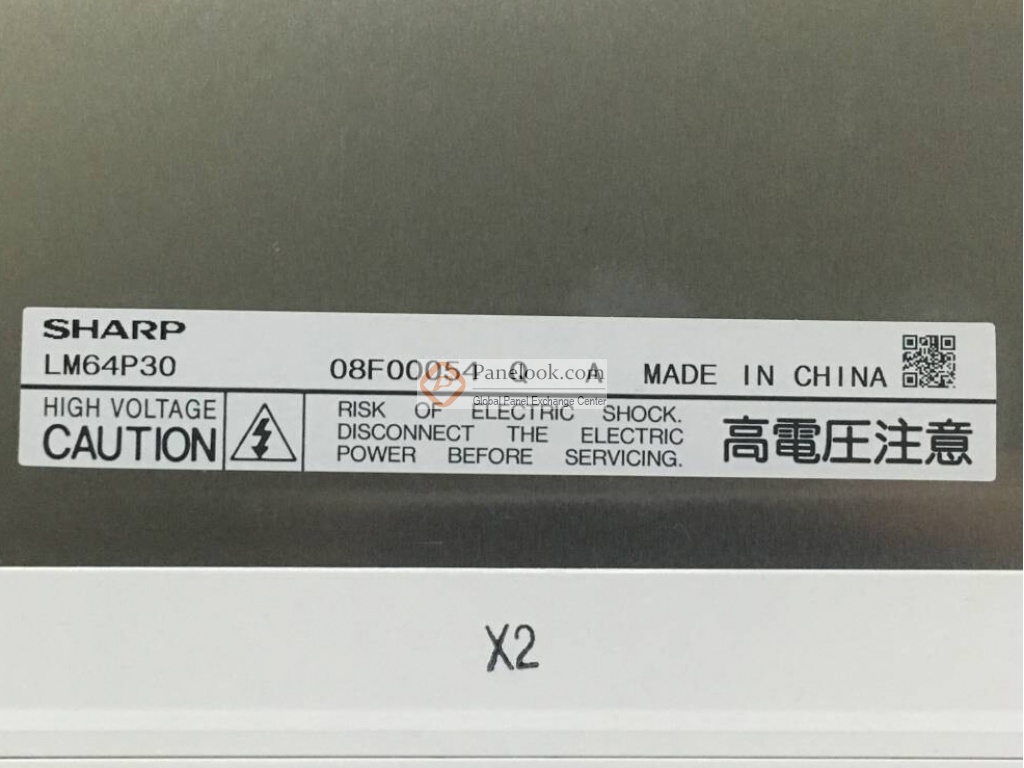 SHARP
LM64P30 08F00054 Q A MADE IN CHINA
Panelook.com
Global Panel Exchange Center
HIGH VOLTAGE
CAUTION
RISK OF ELECTRIC SHOCK.
DISCONNECT THE ELECTRIC
POWER BEFORE SERVICING.
高電圧注意
X2